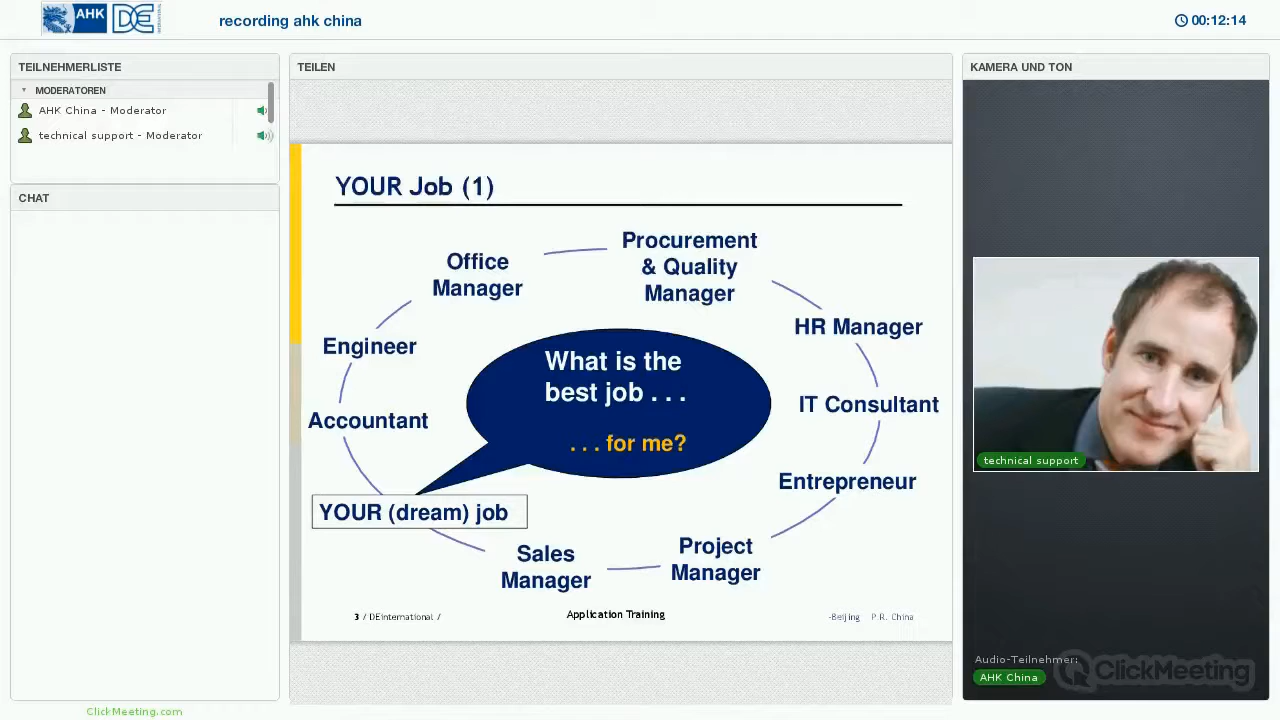 AHK
DE
INTERNATIONAL
recording ahk china
00:12:14
TEILNEHMERLISTE
MODERATOREN
AHK China - Moderator
technical support - Moderator
CHAT
TEILEN
YOUR Job (1)
Office
Manager
Procurement
& Quality
Manager
HR Manager
Engineer
What is the
best job . . .
. . . for me?
IT Consultant
Accountant
Entrepreneur
YOUR (dream) job
Sales
Manager
Project
Manager
3 / DEinternational /
Application Training
-Beijing P.R. China
KAMERA UND TON
technical support
Audio-Teilnehmer:
AHK China
ClickMeeting
ClickMeeting.com